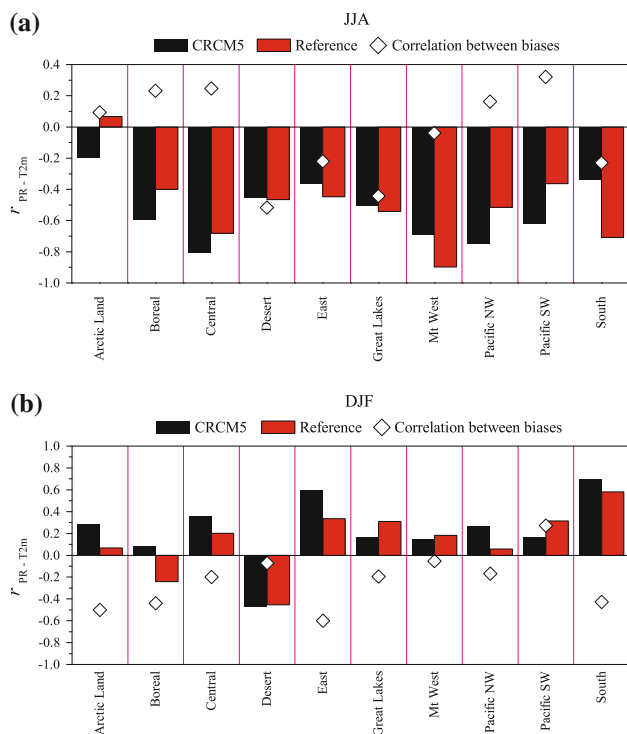 (a)
JJA
CRCM5 Reference Correlation between biases
0.4
0.2
0.0
-0.2
-0.4
-0.6
-0.8
-1.0
r PR - T2m
Arctic Land
Boreal
Central
Desert
East
Great Lakes
Mt West
Pacific NW
Pacific SW
South
(b)
DJF
CRCM5 Reference Correlation between biases
1.0
0.8
0.6
0.4
0.2
0.0
-0.2
-0.4
-0.6
-0.8
-1.0
r PR - T2m
Arctic Land
Boreal
Central
Desert
East
Great Lakes
Mt West
Pacific NW
Pacific SW
South